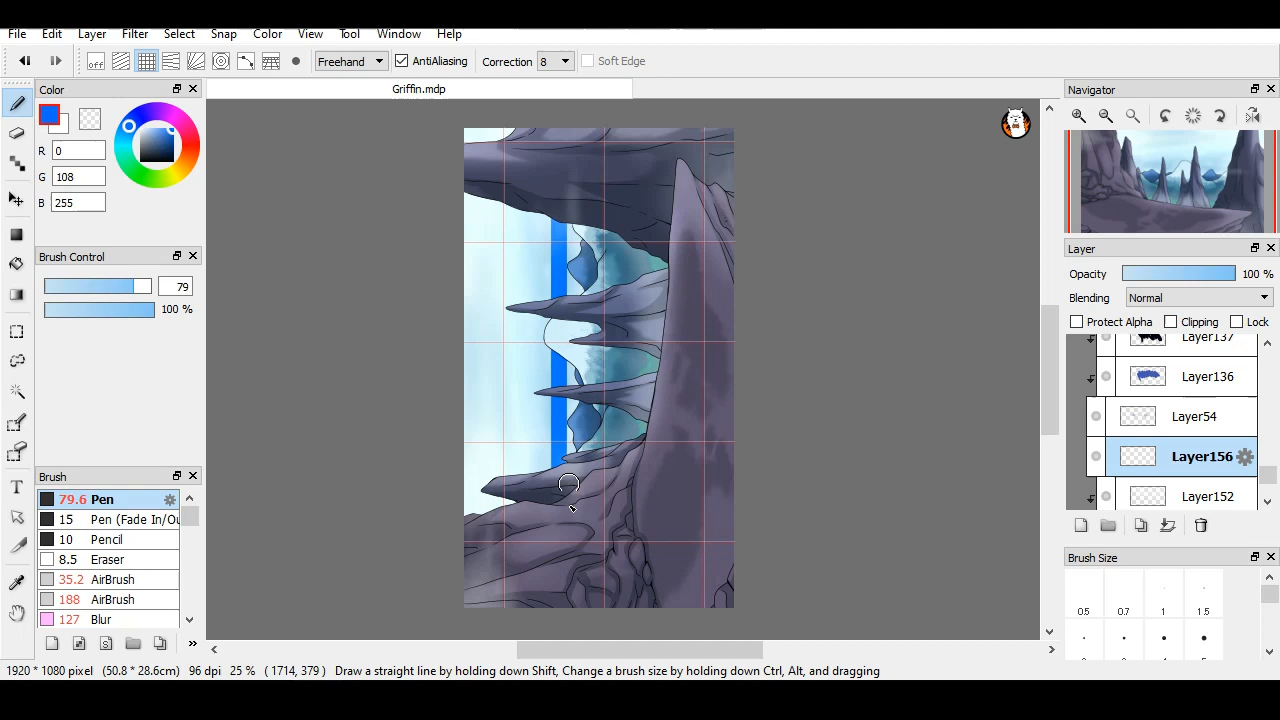 File Edit Layer Filter Select Snap Color View Tool Window Help
off Freehand AntiAliasing Correction 8 Soft Edge
Color
R 0
G 108
B 255
Brush Control
79
100 %
Brush
79.6 Pen
15 Pen (Fade In/Ou
10 Pencil
8.5 Eraser
35.2 AirBrush
188 AirBrush
127 Blur
Griffin.mdp
Navigator
Layer
Opacity 100 %
Blending Normal
Protect Alpha Clipping Lock
Layer137
Layer136
Layer54
Layer156
Layer152
Brush Size
0.5 0.7 1 1.5
1920 * 1080 pixel (50.8 * 28.6cm) 96 dpi 25 % ( 1714, 379 ) Draw a straight line by holding down Shift, Change a brush size by holding down Ctrl, Alt, and dragging